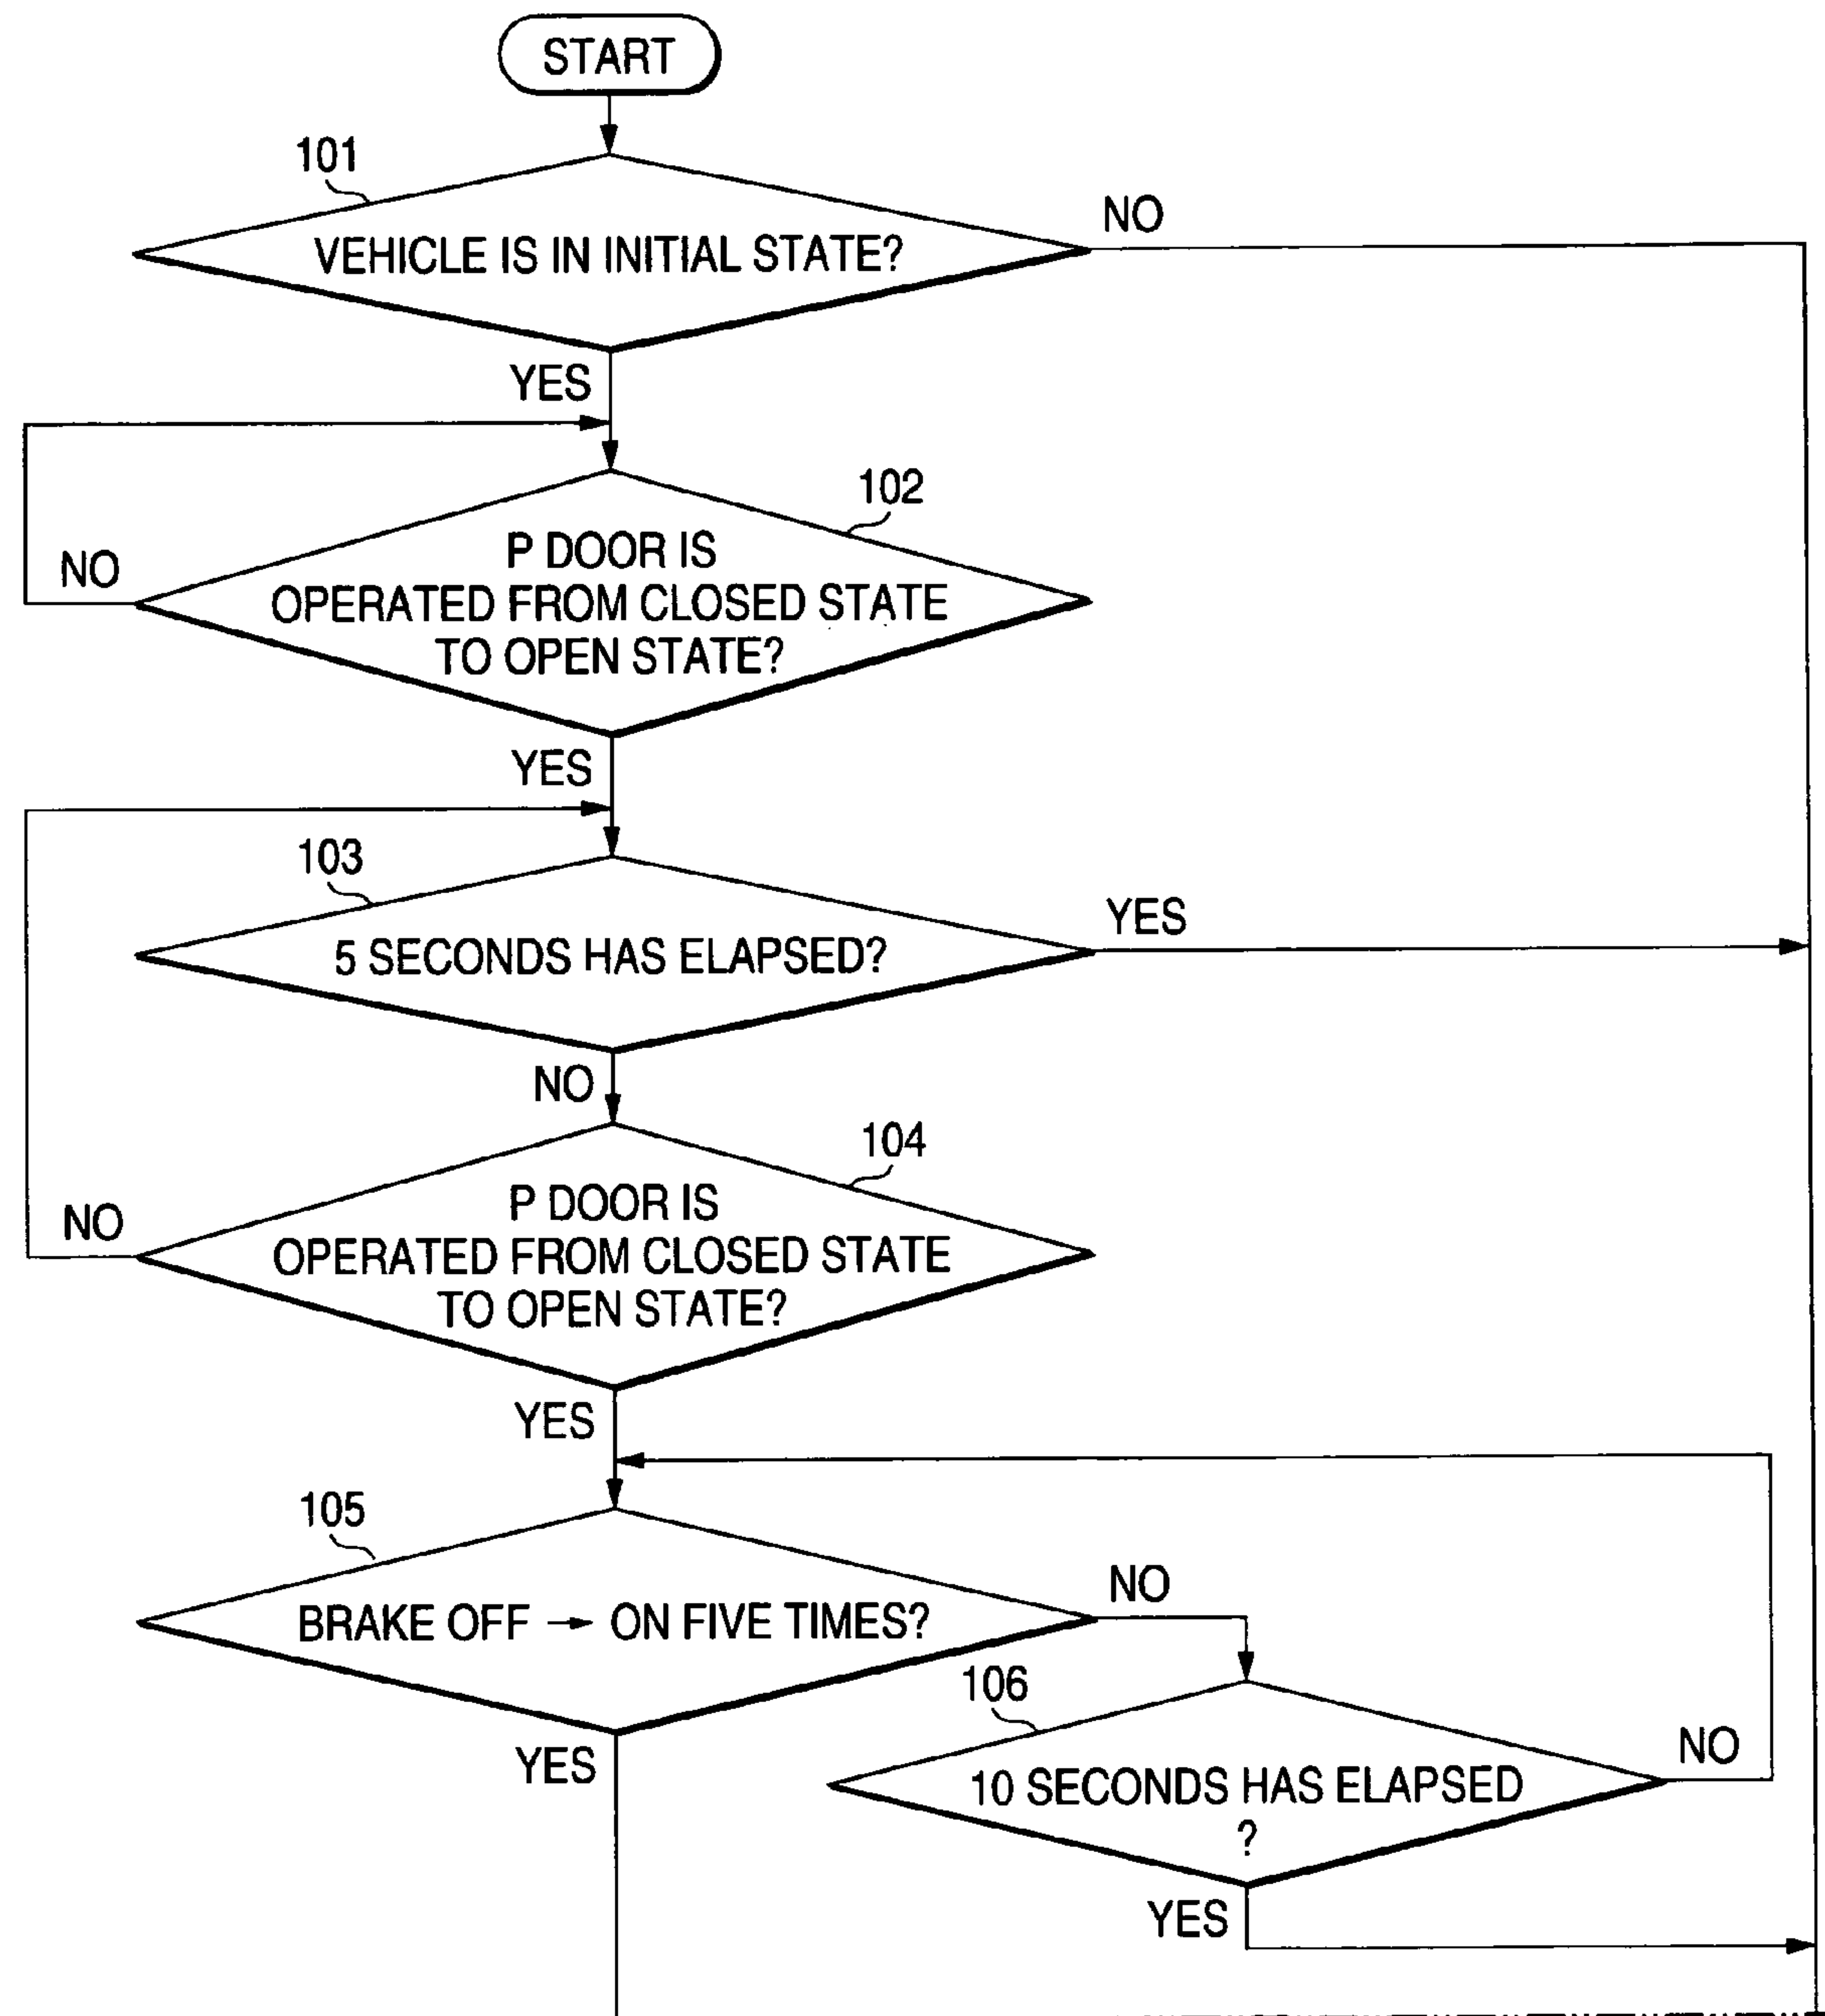 START
101
NO
VEHICLE IS IN INITIAL STATE?
YES
102
NO
P DOOR IS
OPERATED FROM CLOSED STATE
TO OPEN STATE?
YES
103
YES
5 SECONDS HAS ELAPSED?
NO
104
NO
P DOOR IS
OPERATED FROM CLOSED STATE
TO OPEN STATE?
YES
105
NO
BRAKE OFF → ON FIVE TIMES?
106
NO
YES
10 SECONDS HAS ELAPSED
?
YES